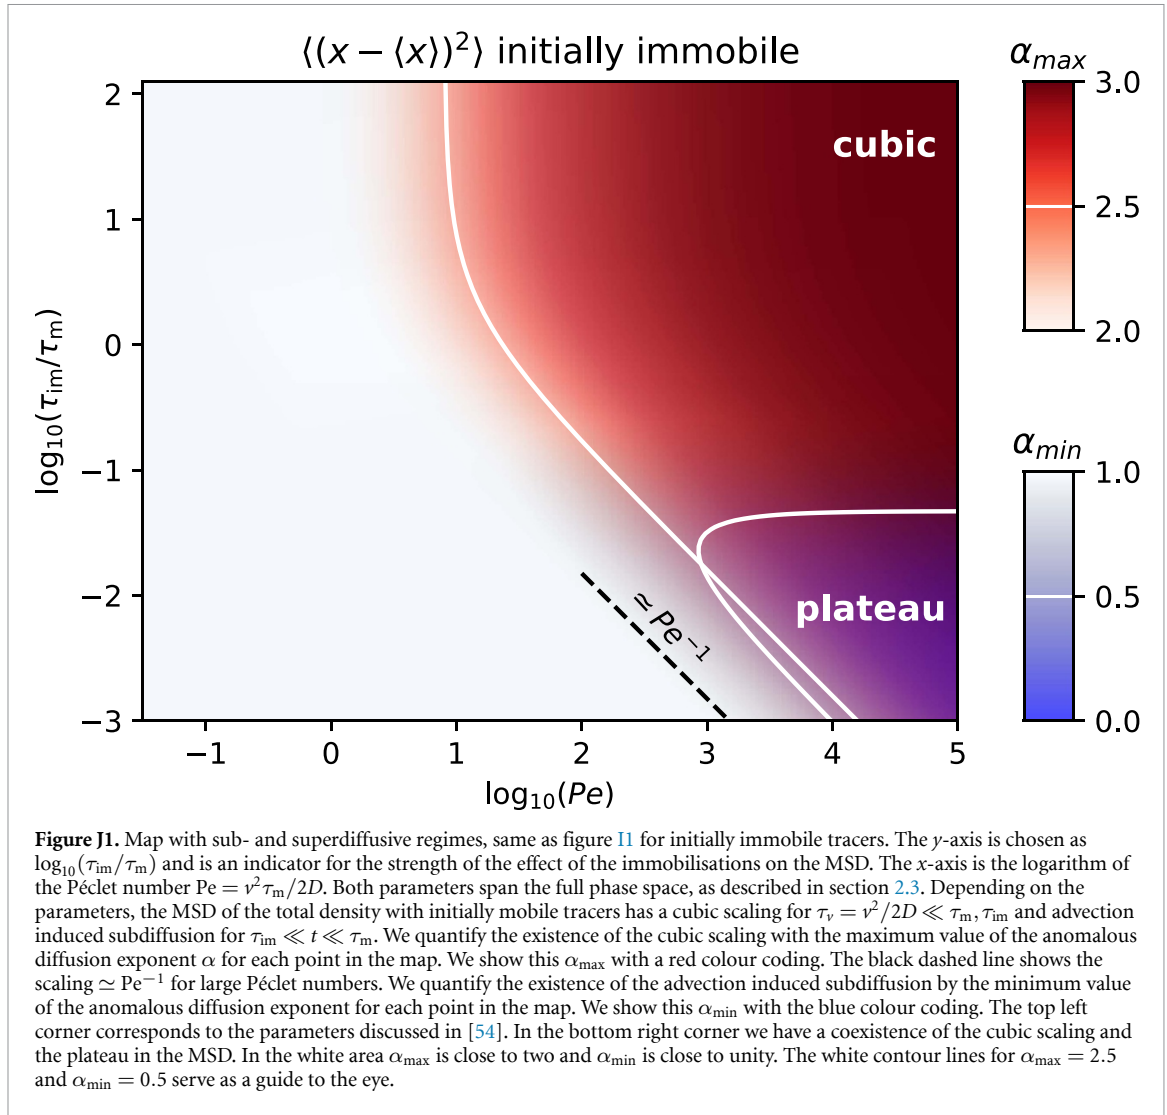 ⟨(x − ⟨x⟩)²⟩ initially immobile
α_max
3.0
2.5
2.0
α_min
1.0
0.5
0.0
cubic
plateau
≃ Pe⁻¹
log₁₀(τ_im/τ_m)
2
1
0
−1
−2
−3
−1
0
1
2
3
4
5
log₁₀(Pe)
Figure J1. Map with sub- and superdiffusive regimes, same as figure I1 for initially immobile tracers. The y-axis is chosen as
log₁₀(τ_im/τ_m) and is an indicator for the strength of the effect of the immobilisations on the MSD. The x-axis is the logarithm of
the Péclet number Pe = v²τ_m/2D. Both parameters span the full phase space, as described in section 2.3. Depending on the
parameters, the MSD of the total density with initially mobile tracers has a cubic scaling for τ_v = v²/2D ≪ τ_m, τ_im and advection
induced subdiffusion for τ_im ≪ t ≪ τ_m. We quantify the existence of the cubic scaling with the maximum value of the anomalous
diffusion exponent α for each point in the map. We show this α_max with a red colour coding. The black dashed line shows the
scaling ≃ Pe⁻¹ for large Péclet numbers. We quantify the existence of the advection induced subdiffusion by the minimum value
of the anomalous diffusion exponent for each point in the map. We show this α_min with the blue colour coding. The top left
corner corresponds to the parameters discussed in [54]. In the bottom right corner we have a coexistence of the cubic scaling and
the plateau in the MSD. In the white area α_max is close to two and α_min is close to unity. The white contour lines for α_max = 2.5
and α_min = 0.5 serve as a guide to the eye.